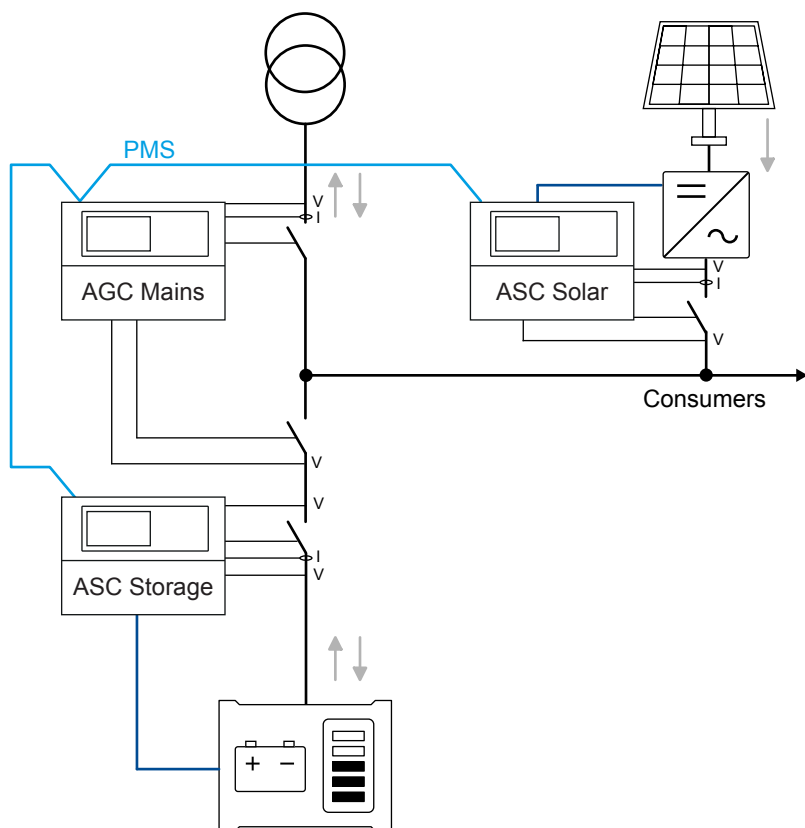 PMS
V
I
AGC Mains
V
I
ASC Solar
V
Consumers
V
V
I
V
ASC Storage
+ −